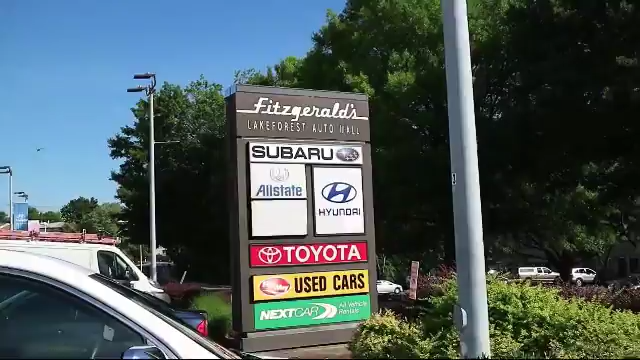 Fitzgerald's
LAKEFOREST AUTO MALL
SUBARU
Allstate
HYUNDAI
TOYOTA
USED CARS
NEXTCAR All Vehicle
Rentals